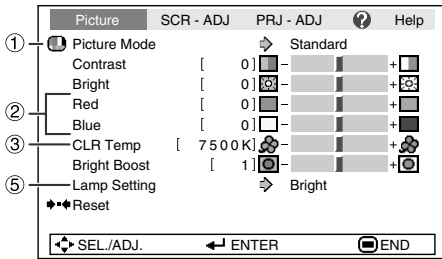 Picture SCR - ADJ PRJ - ADJ ? Help
① Picture Mode Standard
Contrast [ 0] - +
Bright [ 0] - +
② Red [ 0] - +
Blue [ 0] - +
③ CLR Temp [ 7500K] - +
Bright Boost [ 1] - +
⑤ Lamp Setting Bright
Reset
SEL./ADJ. ENTER END